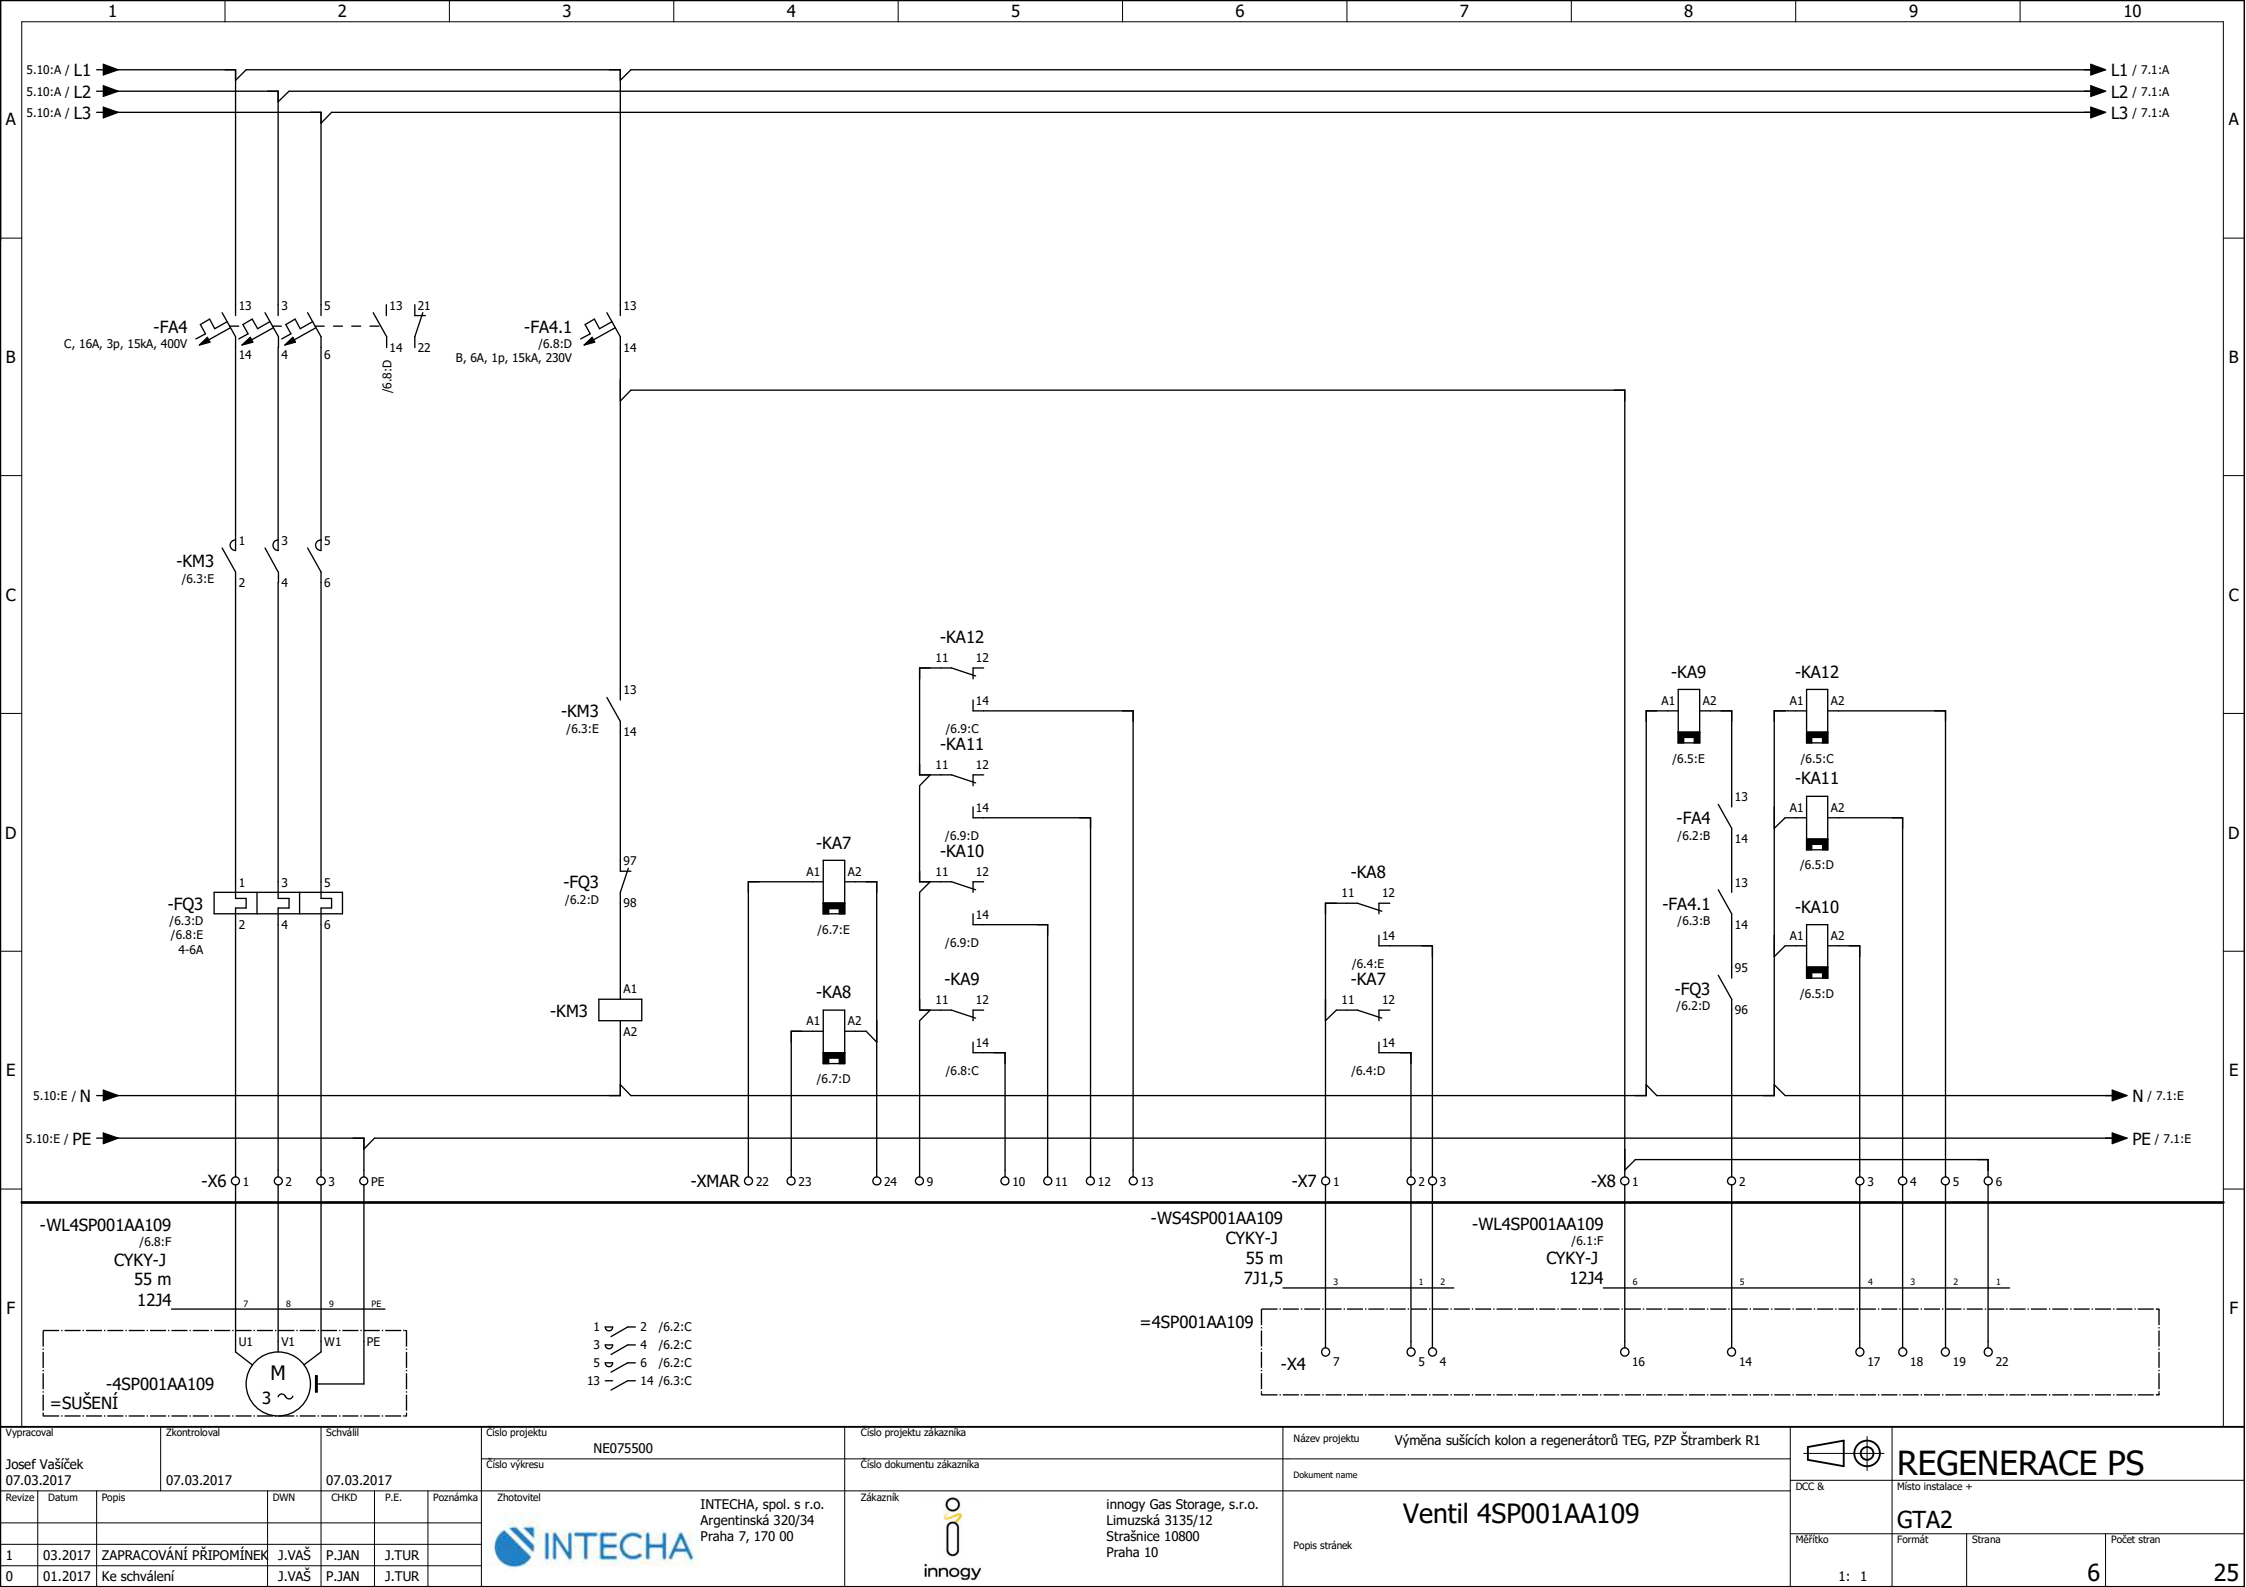 1 2 3 4 5 6 7 8 9 10
5.10:A / L1
5.10:A / L2
5.10:A / L3
L1 / 7.1:A
L2 / 7.1:A
L3 / 7.1:A
A A
13 3 5 13 21
-FA4
C, 16A, 3p, 15kA, 400V
14 4 6 14 22
/6.8:D
13
-FA4.1
/6.8:D
B, 6A, 1p, 15kA, 230V
14
B B
1 3 5
-KM3
/6.3:E
2 4 6
C C
-KA12
11 12
14
/6.9:C
-KA11
11 12
14
/6.9:D
-KA10
11 12
14
/6.9:D
-KA9
11 12
14
/6.8:C
13
-KM3
/6.3:E
14
97
-FQ3
/6.2:D
98
A1
-KM3
A2
-KA7
A1 A2
/6.7:E
-KA8
A1 A2
/6.7:D
-KA8
11 12
14
/6.4:E
-KA7
11 12
14
/6.4:D
-KA9
A1 A2
/6.5:E
13
-FA4
/6.2:B
14
13
-FA4.1
/6.3:B
14
95
-FQ3
/6.2:D
96
-KA12
A1 A2
/6.5:C
-KA11
A1 A2
/6.5:D
-KA10
A1 A2
/6.5:D
D D
1 3 5
-FQ3
/6.3:D
/6.8:E
4-6A
2 4 6
E E
5.10:E / N
N / 7.1:E
5.10:E / PE
PE / 7.1:E
-X6 1 2 3 PE
-XMAR 22 23 24 9 10 11 12 13
-X7 1 2 3
-X8 1 2 3 4 5 6
-WL4SP001AA109
/6.8:F
CYKY-J
55 m
12J4
7 8 9 PE
-WS4SP001AA109
CYKY-J
55 m
7J1,5
3 1 2
-WL4SP001AA109
/6.1:F
CYKY-J
12J4
6 5 4 3 2 1
F F
U1 V1 W1 PE
M
3
-4SP001AA109
=SUŠENÍ
1 2 /6.2:C
3 4 /6.2:C
5 6 /6.2:C
13 14 /6.3:C
=4SP001AA109
-X4 7 5 4 16 14 17 18 19 22
Vypracoval
Josef Vašíček
07.03.2017
Zkontroloval
07.03.2017
Schválil
07.03.2017
Revize Datum Popis DWN CHKD P.E. Poznámka
1 03.2017 ZAPRACOVÁNÍ PŘIPOMÍNEK J.VAŠ P.JAN J.TUR
0 01.2017 Ke schválení J.VAŠ P.JAN J.TUR
Číslo projektu
NE075500
Číslo výkresu
Zhotovitel
INTECHA
INTECHA, spol. s r.o.
Argentinská 320/34
Praha 7, 170 00
Číslo projektu zákazníka
Číslo dokumentu zákazníka
Zákazník
innogy
innogy Gas Storage, s.r.o.
Limuzská 3135/12
Strašnice 10800
Praha 10
Název projektu Výměna sušících kolon a regenerátorů TEG, PZP Štramberk R1
Dokument name
Popis stránek
Ventil 4SP001AA109
DCC &
REGENERACE PS
Místo instalace +
GTA2
Měřítko
1: 1
Formát
Strana
6
Počet stran
25